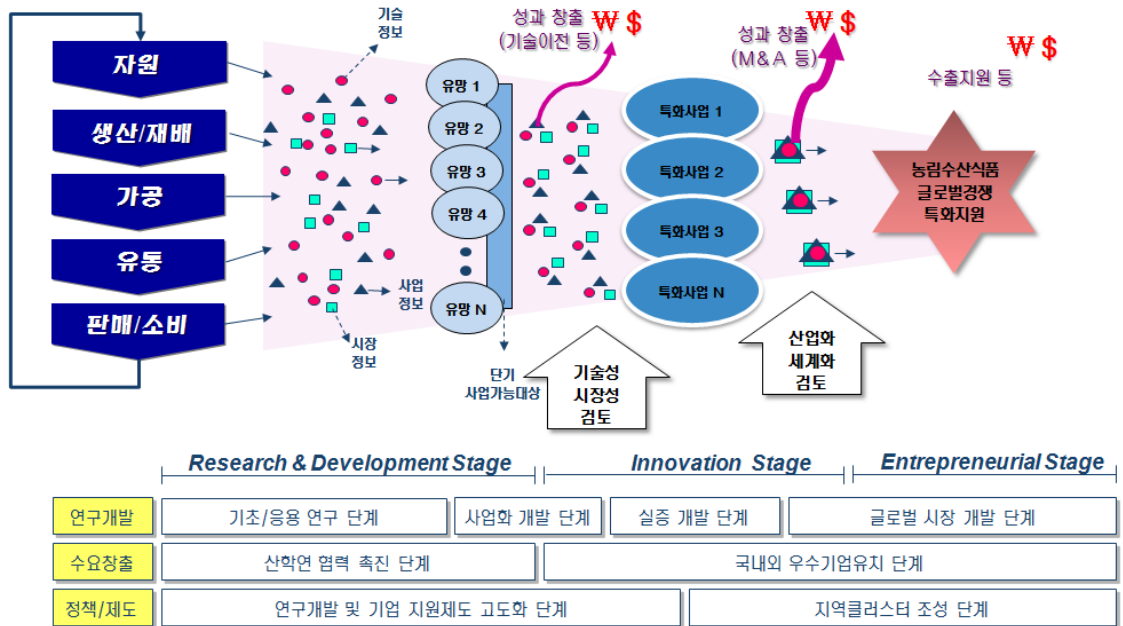 기술
정보
성과 창출
(기술이전 등)
₩ $
성과 창출
(M&A 등)
₩ $
₩ $
수출지원 등
자원
생산/재배
가공
유통
판매/소비
유망 1
유망 2
유망 3
유망 4
유망 N
사업
정보
시장
정보
단기
사업가능대상
특화사업 1
특화사업 2
특화사업 3
특화사업 N
농림수산식품
글로벌경쟁
특화지원
기술성
시장성
검토
산업화
세계화
검토
Research & Development Stage
Innovation Stage
Entrepreneurial Stage
연구개발
기초/응용 연구 단계
사업화 개발 단계
실증 개발 단계
글로벌 시장 개발 단계
수요창출
산학연 협력 촉진 단계
국내외 우수기업유치 단계
정책/제도
연구개발 및 기업 지원제도 고도화 단계
지역클러스터 조성 단계